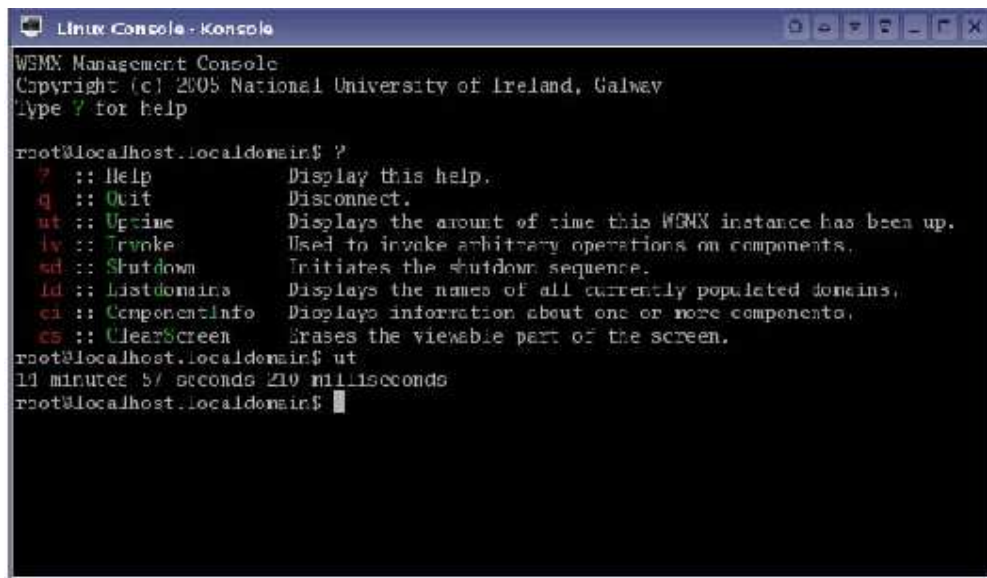 Linux Console - Konsole
WSMX Management Console
Copyright (c) 2005 National University of Ireland, Galway
Type ? for help
root@localhost.localdomain$ ?
? :: Help Display this help.
q :: Quit Disconnect.
ut :: Uptime Displays the amount of time this WSMX instance has been up.
iv :: Invoke Used to invoke arbitrary operations on components.
sd :: Shutdown Initiates the shutdown sequence.
ld :: Listdomains Displays the names of all currently populated domains.
ci :: ComponentInfo Displays information about one or more components.
cs :: ClearScreen Erases the viewable part of the screen.
root@localhost.localdomain$ ut
minutes 57 seconds 210 milliseconds
root@localhost.localdomain$